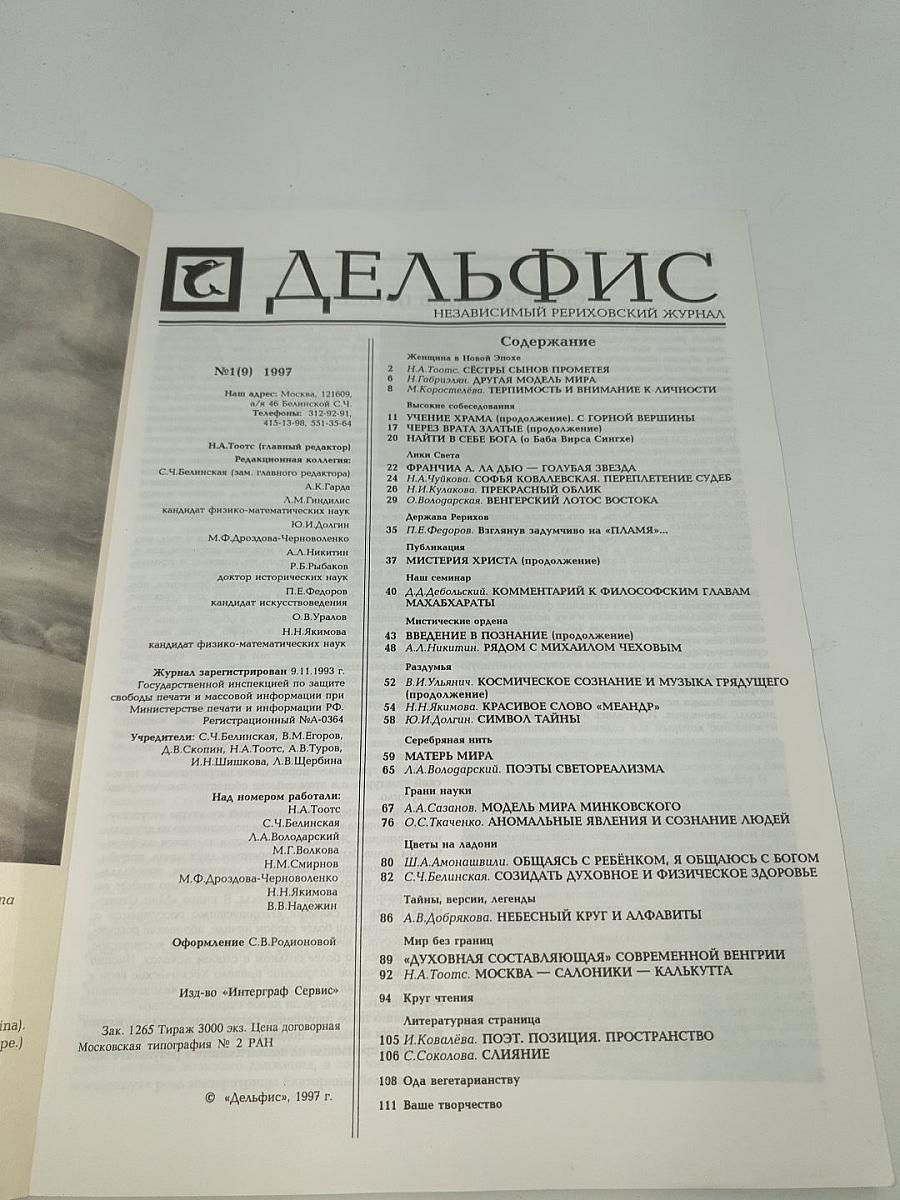 ДЕЛЬФИС
НЕЗАВИСИМЫЙ РЕРИХОВСКИЙ ЖУРНАЛ
№1(9) 1997
Наш адрес: Москва, 121609,
а/я 46 Белинской С.Ч.
Телефоны: 312-92-91,
415-13-98, 551-35-64
Н.А.Тоотс (главный редактор)
Редакционная коллегия:
С.Ч.Белинская (зам. главного редактора)
А.К.Гарда
Л.М.Гиндилис
кандидат физико-математических наук
Ю.И.Долгин
М.Ф.Дроздова-Черноволенко
А.Л.Никитин
Р.Б.Рыбаков
доктор исторических наук
П.Е.Федоров
кандидат искусствоведения
О.В.Уралов
Н.Н.Якимова
кандидат физико-математических наук
Журнал зарегистрирован 9.11.1993 г.
Государственной инспекцией по защите
свободы печати и массовой информации при
Министерстве печати и информации РФ.
Регистрационный №А-0364
Учредители: С.Ч.Белинская, В.М.Егоров,
Д.В.Скопин, Н.А.Тоотс, А.В.Туров,
И.Н.Шишкова, Л.В.Щербина
Над номером работали:
Н.А.Тоотс
С.Ч.Белинская
Л.А.Володарский
М.Г.Волкова
Н.М.Смирнов
М.Ф.Дроздова-Черноволенко
Н.Н.Якимова
В.В.Надежин
Оформление С.В.Родионовой
Изд-во «Интерграф Сервис»
Зак. 1265 Тираж 3000 экз. Цена договорная
Московская типография № 2 РАН
© «Дельфис», 1997 г.
Содержание
Женщина в Новой Эпохе
2 Н.А.Тоотс. СЁСТРЫ СЫНОВ ПРОМЕТЕЯ
6 Н.Габриэлян. ДРУГАЯ МОДЕЛЬ МИРА
8 М.Коростелёва. ТЕРПИМОСТЬ И ВНИМАНИЕ К ЛИЧНОСТИ
Высокие собеседования
11 УЧЕНИЕ ХРАМА (продолжение). С ГОРНОЙ ВЕРШИНЫ
17 ЧЕРЕЗ ВРАТА ЗЛАТЫЕ (продолжение)
20 НАЙТИ В СЕБЕ БОГА (о Баба Вирса Сингхе)
Лики Света
22 ФРАНЧИА А. ЛА ДЬЮ — ГОЛУБАЯ ЗВЕЗДА
24 Н.А.Чуйкова. СОФЬЯ КОВАЛЕВСКАЯ. ПЕРЕПЛЕТЕНИЕ СУДЕБ
26 Н.И.Кулакова. ПРЕКРАСНЫЙ ОБЛИК
29 О.Володарская. ВЕНГЕРСКИЙ ЛОТОС ВОСТОКА
Держава Рерихов
35 П.Е.Федоров. Взглянув задумчиво на «ПЛАМЯ»...
Публикация
37 МИСТЕРИЯ ХРИСТА (продолжение)
Наш семинар
40 Д.Д.Дебольский. КОММЕНТАРИЙ К ФИЛОСОФСКИМ ГЛАВАМ
МАХАБХАРАТЫ
Мистические ордена
43 ВВЕДЕНИЕ В ПОЗНАНИЕ (продолжение)
48 А.Л.Никитин. РЯДОМ С МИХАИЛОМ ЧЕХОВЫМ
Раздумья
52 В.И.Ульянич. КОСМИЧЕСКОЕ СОЗНАНИЕ И МУЗЫКА ГРЯДУЩЕГО
(продолжение)
54 Н.Н.Якимова. КРАСИВОЕ СЛОВО «МЕАНДР»
58 Ю.И.Долгин. СИМВОЛ ТАЙНЫ
Серебряная нить
59 МАТЕРЬ МИРА
65 Л.А.Володарский. ПОЭТЫ СВЕТОРЕАЛИЗМА
Грани науки
67 А.А.Сазанов. МОДЕЛЬ МИРА МИНКОВСКОГО
76 О.С.Ткаченко. АНОМАЛЬНЫЕ ЯВЛЕНИЯ И СОЗНАНИЕ ЛЮДЕЙ
Цветы на ладони
80 Ш.А.Амонашвили. ОБЩАЯСЬ С РЕБЁНКОМ, Я ОБЩАЮСЬ С БОГОМ
82 С.Ч.Белинская. СОЗИДАТЬ ДУХОВНОЕ И ФИЗИЧЕСКОЕ ЗДОРОВЬЕ
Тайны, версии, легенды
86 А.В.Добрякова. НЕБЕСНЫЙ КРУГ И АЛФАВИТЫ
Мир без границ
89 «ДУХОВНАЯ СОСТАВЛЯЮЩАЯ» СОВРЕМЕННОЙ ВЕНГРИИ
92 Н.А.Тоотс. МОСКВА — САЛОНИКИ — КАЛЬКУТТА
94 Круг чтения
Литературная страница
105 И.Ковалёва. ПОЭТ. ПОЗИЦИЯ. ПРОСТРАНСТВО
106 С.Соколова. СЛИЯНИЕ
108 Ода вегетарианству
111 Ваше творчество